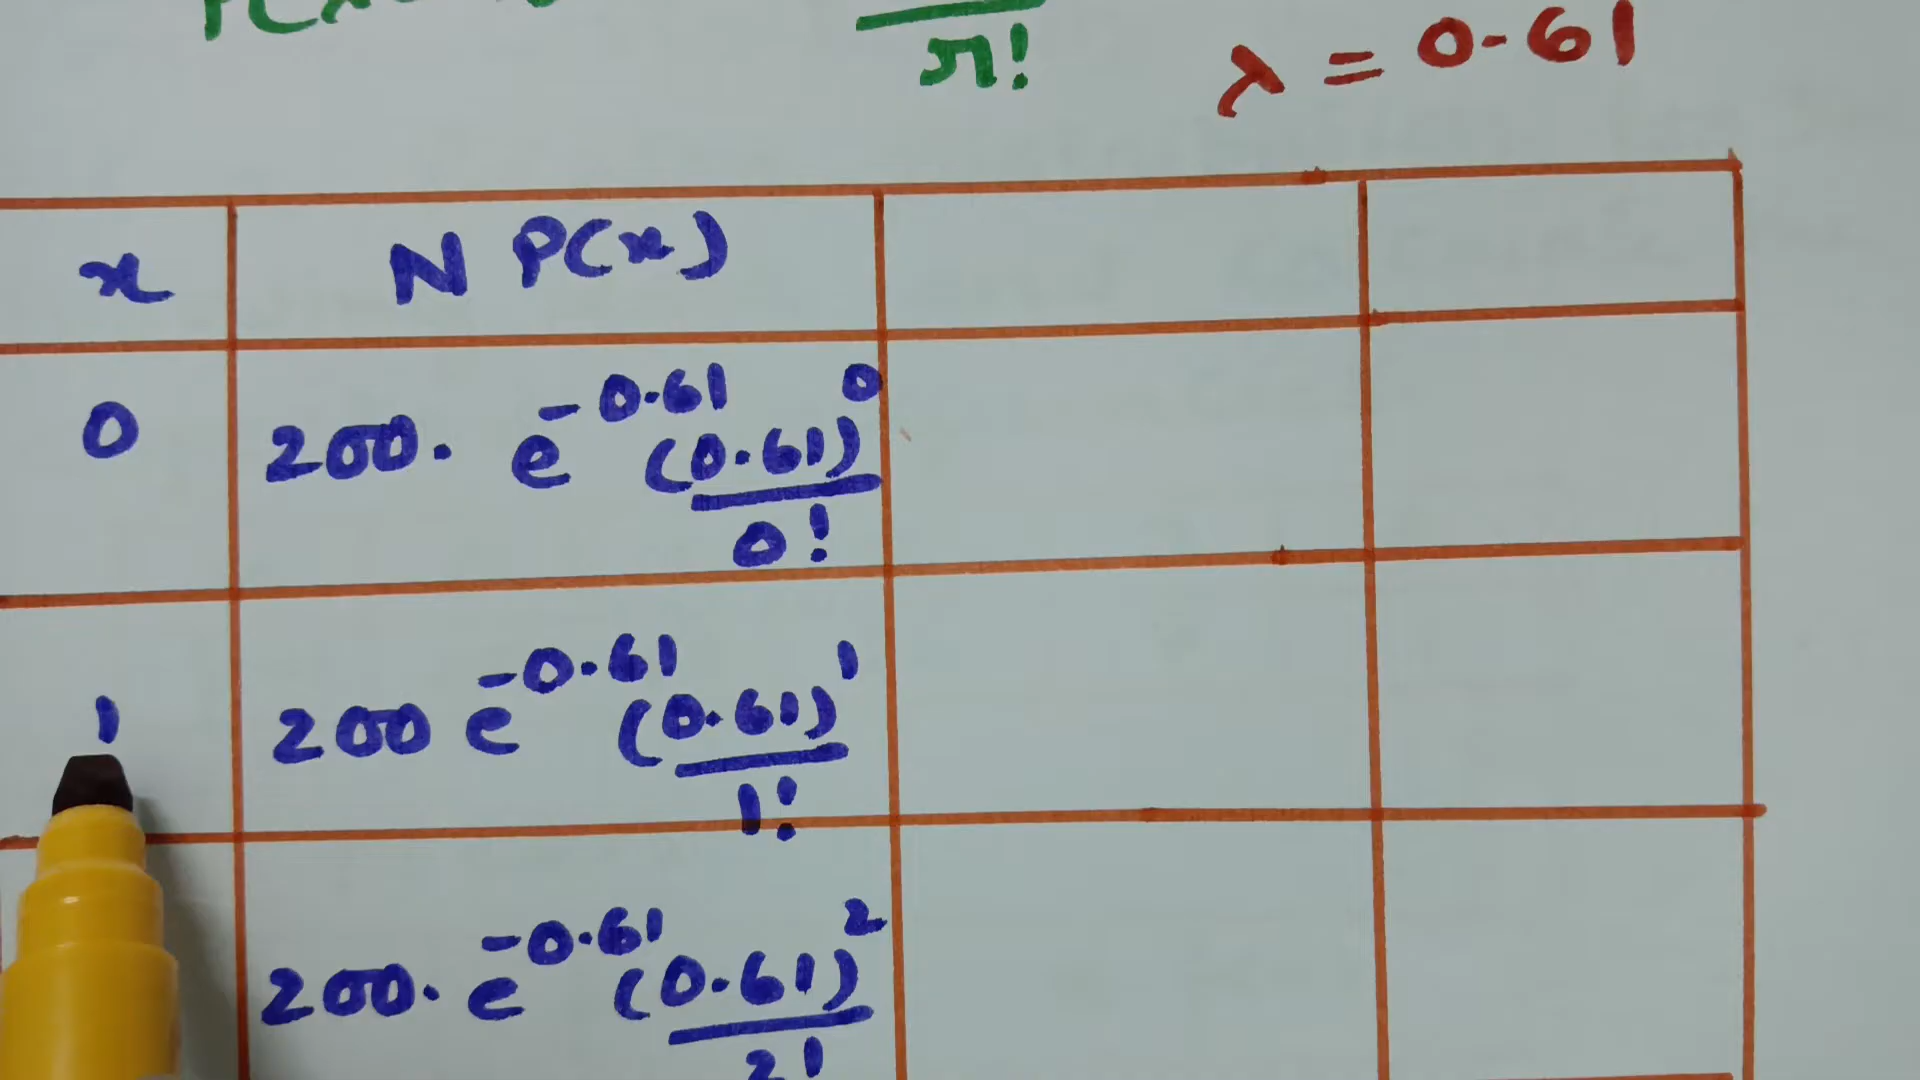 r!
λ = 0.61
x N P(x)
0 200. e^-0.61 (0.61)^0 / 0!
1 200 e^-0.61 (0.61)^1 / 1!
200. e^-0.61 (0.61)^2 / 2!